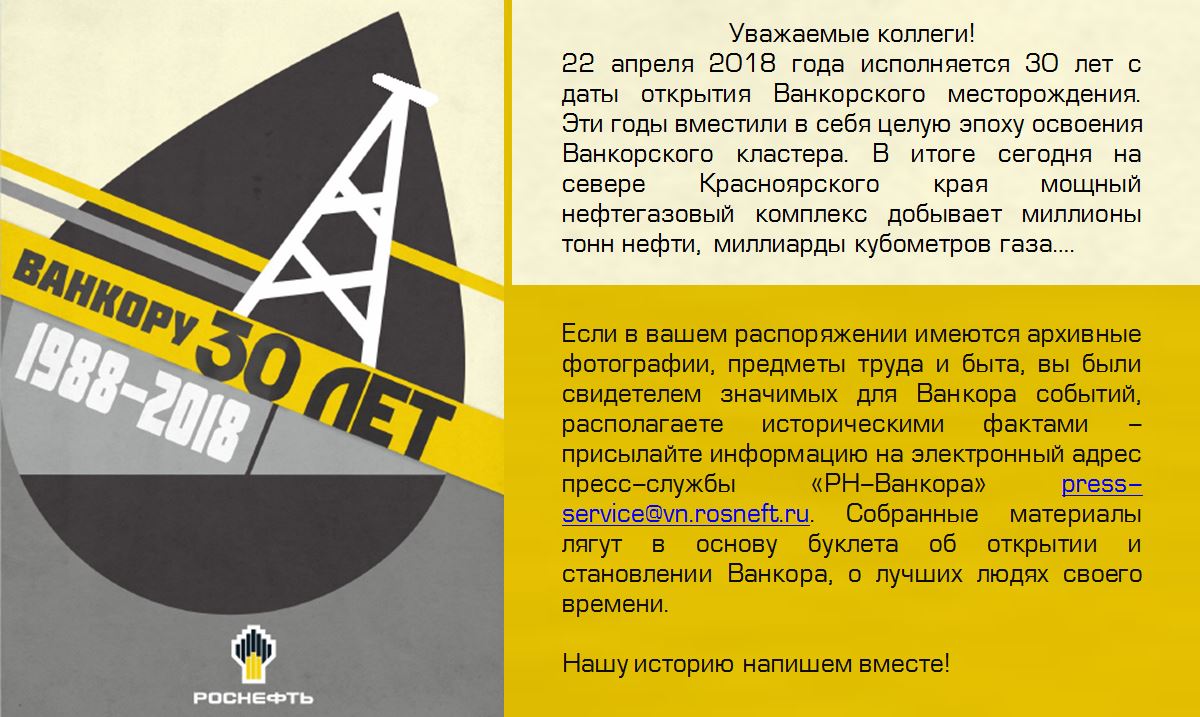 ВАНКОРУ 30 ЛЕТ
1988-2018
РОСНЕФТЬ
Уважаемые коллеги!
22 апреля 2018 года исполняется 30 лет с
даты открытия Ванкорского месторождения.
Эти годы вместили в себя целую эпоху освоения
Ванкорского кластера. В итоге сегодня на
севере Красноярского края мощный
нефтегазовый комплекс добывает миллионы
тонн нефти, миллиарды кубометров газа....
Если в вашем распоряжении имеются архивные
фотографии, предметы труда и быта, вы были
свидетелем значимых для Ванкора событий,
располагаете историческими фактами –
присылайте информацию на электронный адрес
пресс–службы «РН–Ванкора» press–
service@vn.rosneft.ru. Собранные материалы
лягут в основу буклета об открытии и
становлении Ванкора, о лучших людях своего
времени.
Нашу историю напишем вместе!